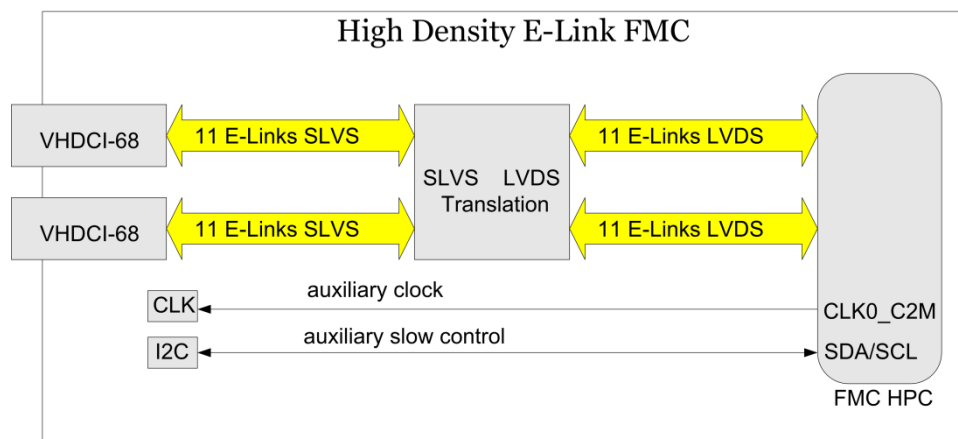 High Density E-Link FMC
VHDCI-68
11 E-Links SLVS
11 E-Links LVDS
SLVS LVDS
Translation
VHDCI-68
11 E-Links SLVS
11 E-Links LVDS
auxiliary clock
CLK
CLK0_C2M
auxiliary slow control
I2C
SDA/SCL
FMC HPC